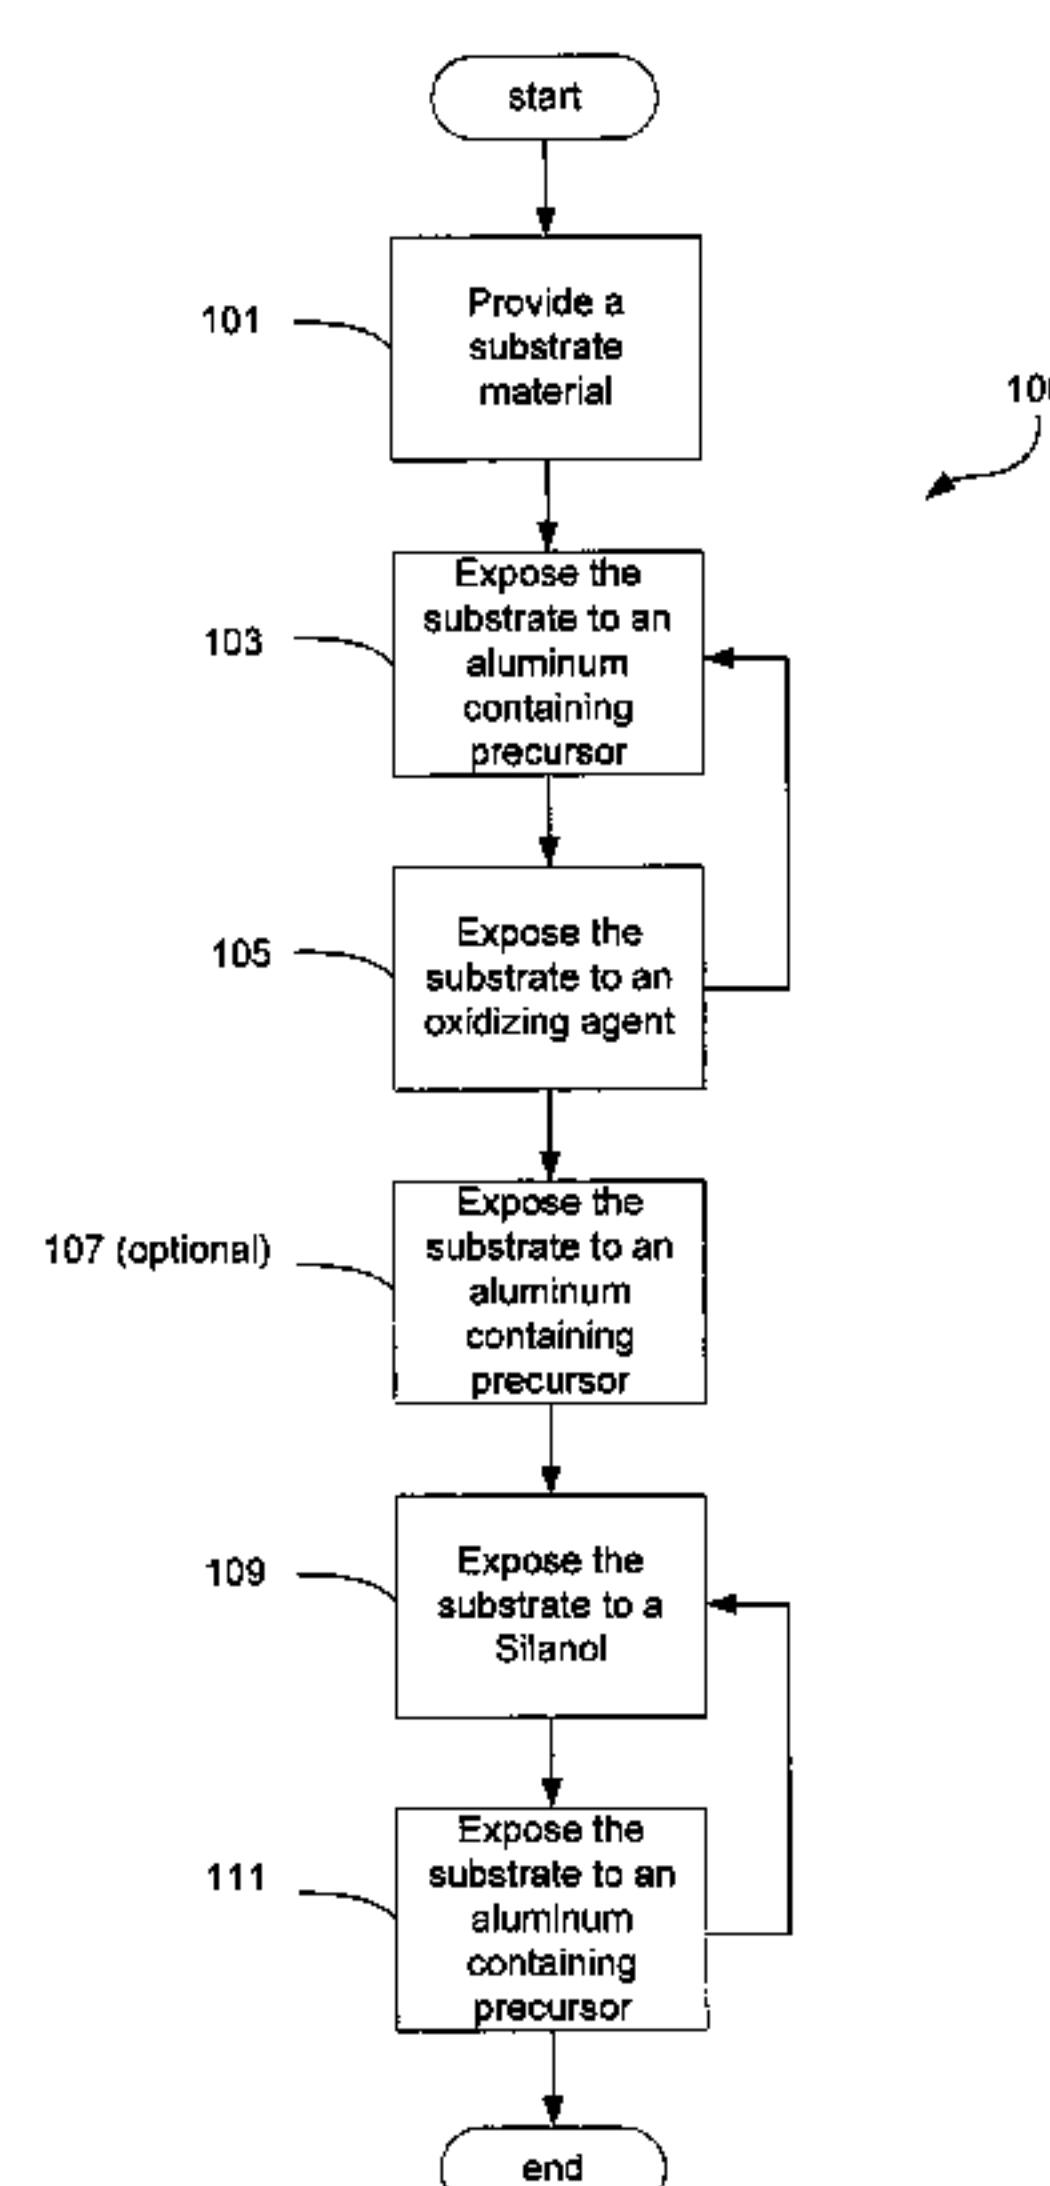 start
101
Provide a
substrate
material
103
Expose the
substrate to an
aluminum
containing
precursor
105
Expose the
substrate to an
oxidizing agent
107 (optional)
Expose the
substrate to an
aluminum
containing
precursor
109
Expose the
substrate to a
Silanol
111
Expose the
substrate to an
aluminum
containing
precursor
end